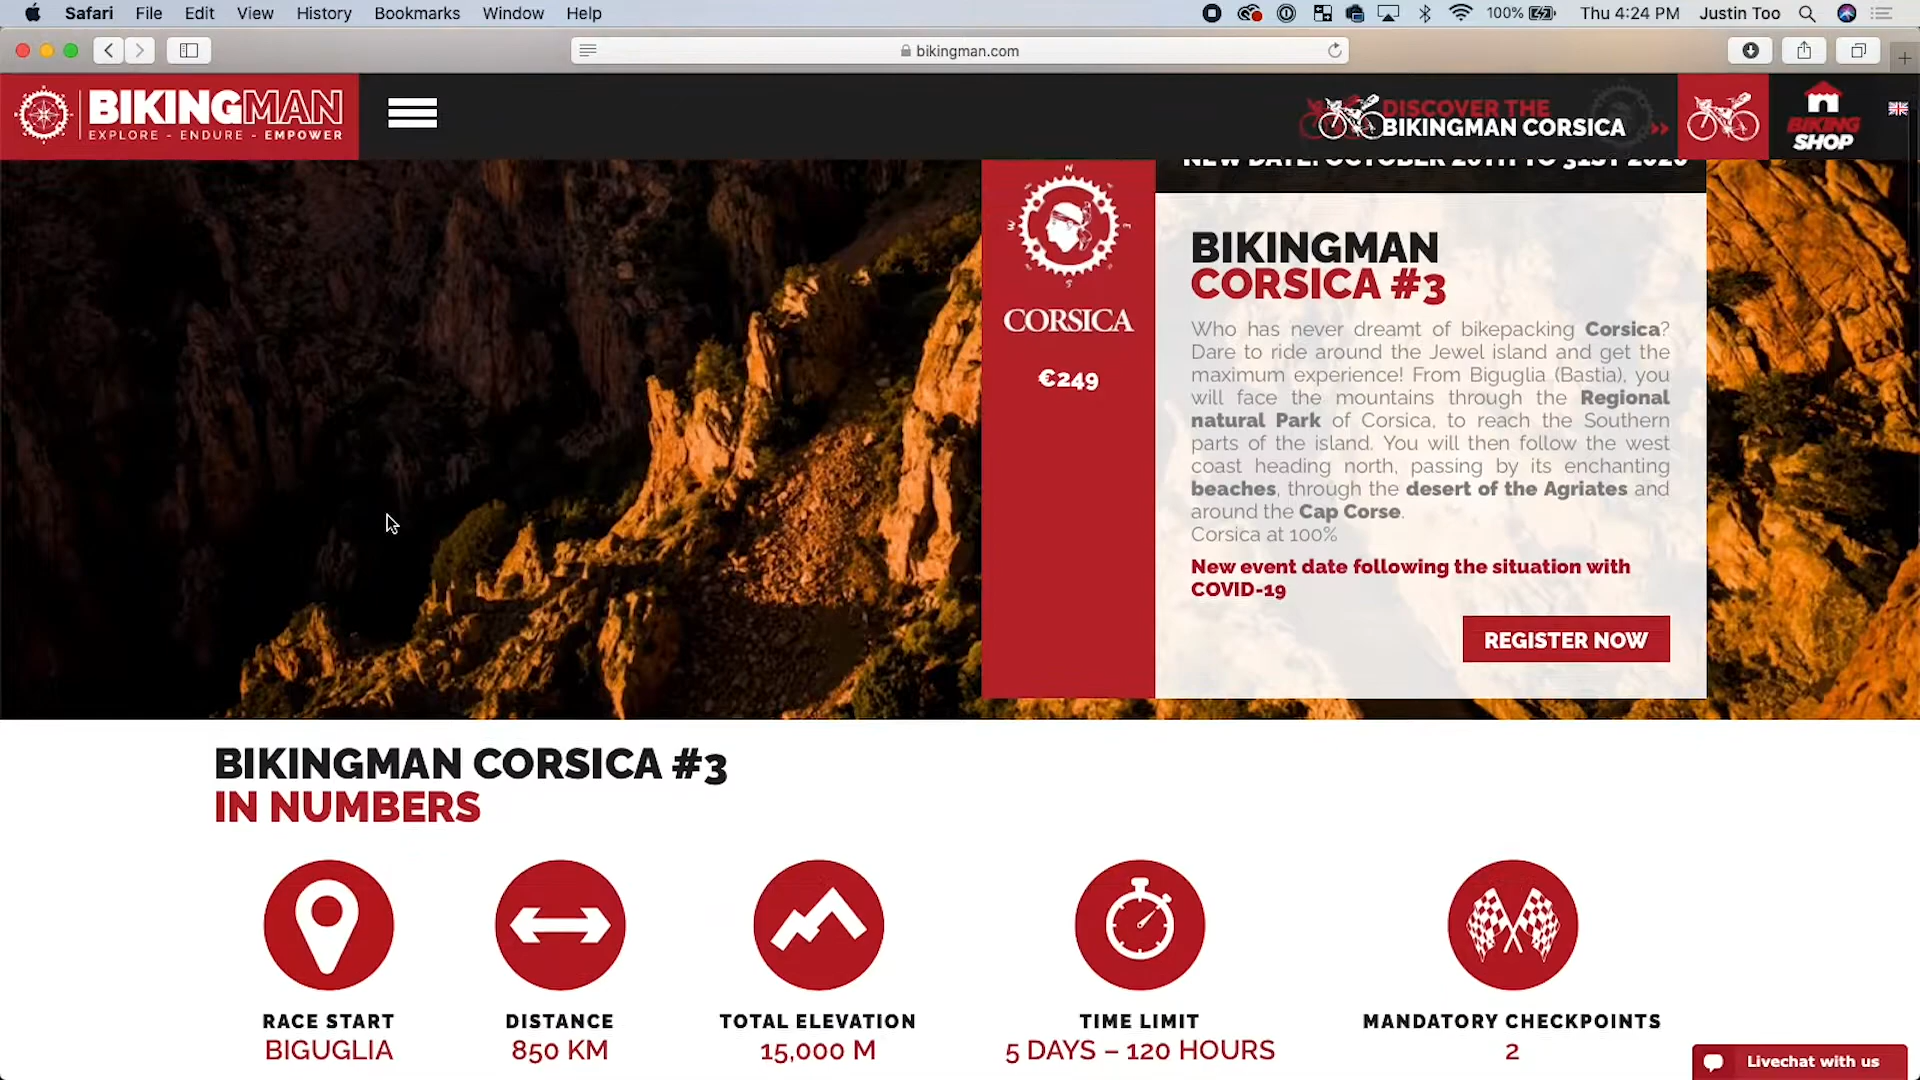 Safari File Edit View History Bookmarks Window Help
100% Thu 4:24 PM Justin Too
bikingman.com
BIKINGMAN
EXPLORE - ENDURE - EMPOWER
DISCOVER THE
BIKINGMAN CORSICA
BIKING
SHOP
NEW DATE: OCTOBER 26TH TO 31ST 2020
N
E
S
W
CORSICA
€249
BIKINGMAN
CORSICA #3
Who has never dreamt of bikepacking Corsica?
Dare to ride around the Jewel island and get the
maximum experience! From Biguglia (Bastia), you
will face the mountains through the Regional
natural Park of Corsica, to reach the Southern
parts of the island. You will then follow the west
coast heading north, passing by its enchanting
beaches, through the desert of the Agriates and
around the Cap Corse.
Corsica at 100%
New event date following the situation with
COVID-19
REGISTER NOW
BIKINGMAN CORSICA #3
IN NUMBERS
RACE START
BIGUGLIA
DISTANCE
850 KM
TOTAL ELEVATION
15,000 M
TIME LIMIT
5 DAYS – 120 HOURS
MANDATORY CHECKPOINTS
2
Livechat with us